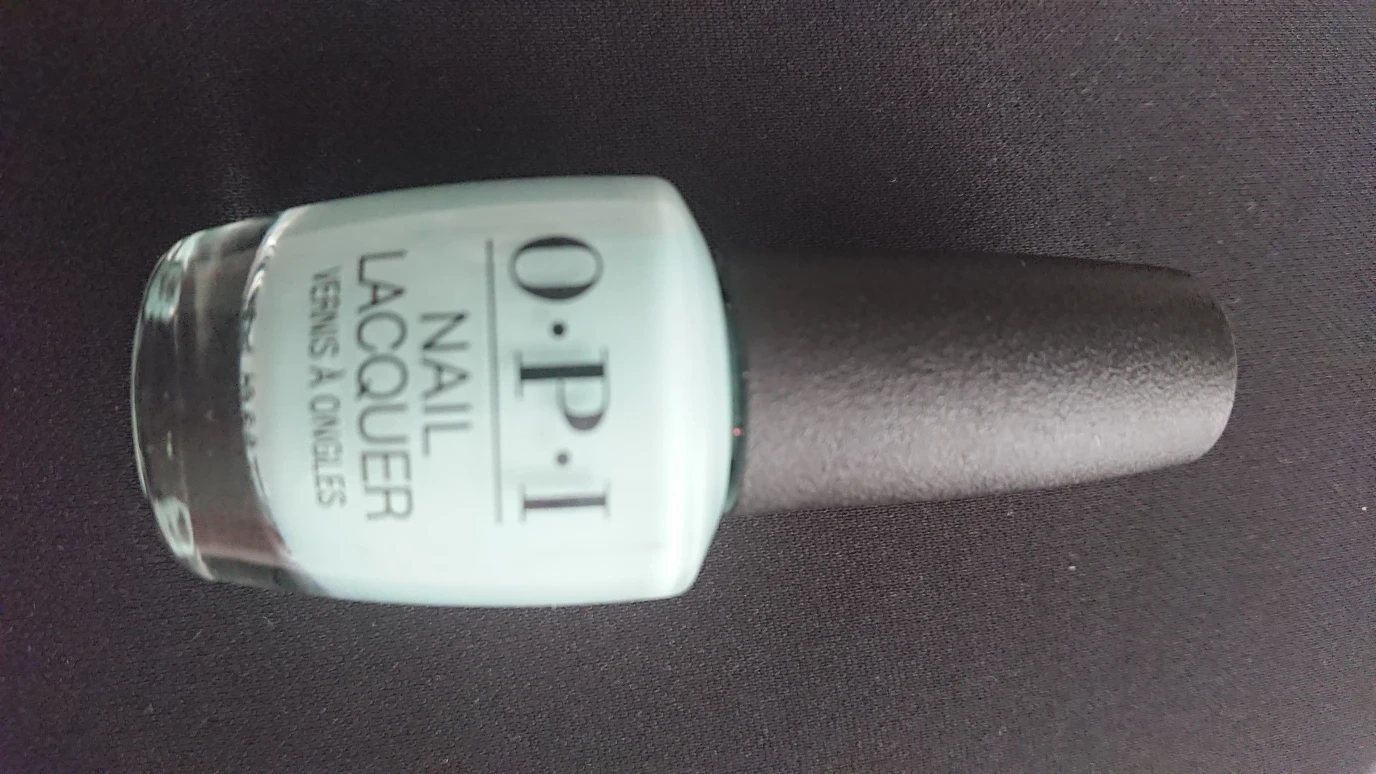 O·P·I
NAIL
LACQUER
VERNIS À ONGLES